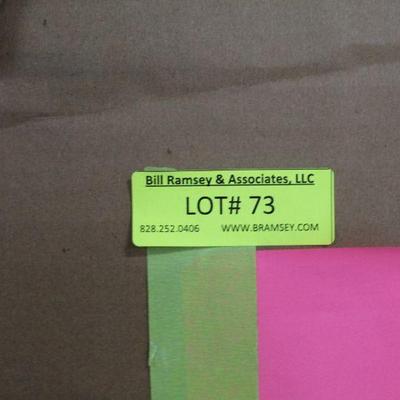 Bill Ramsey & Associates, LLC
LOT# 73
828.252.0406 WWW.BRAMSEY.COM